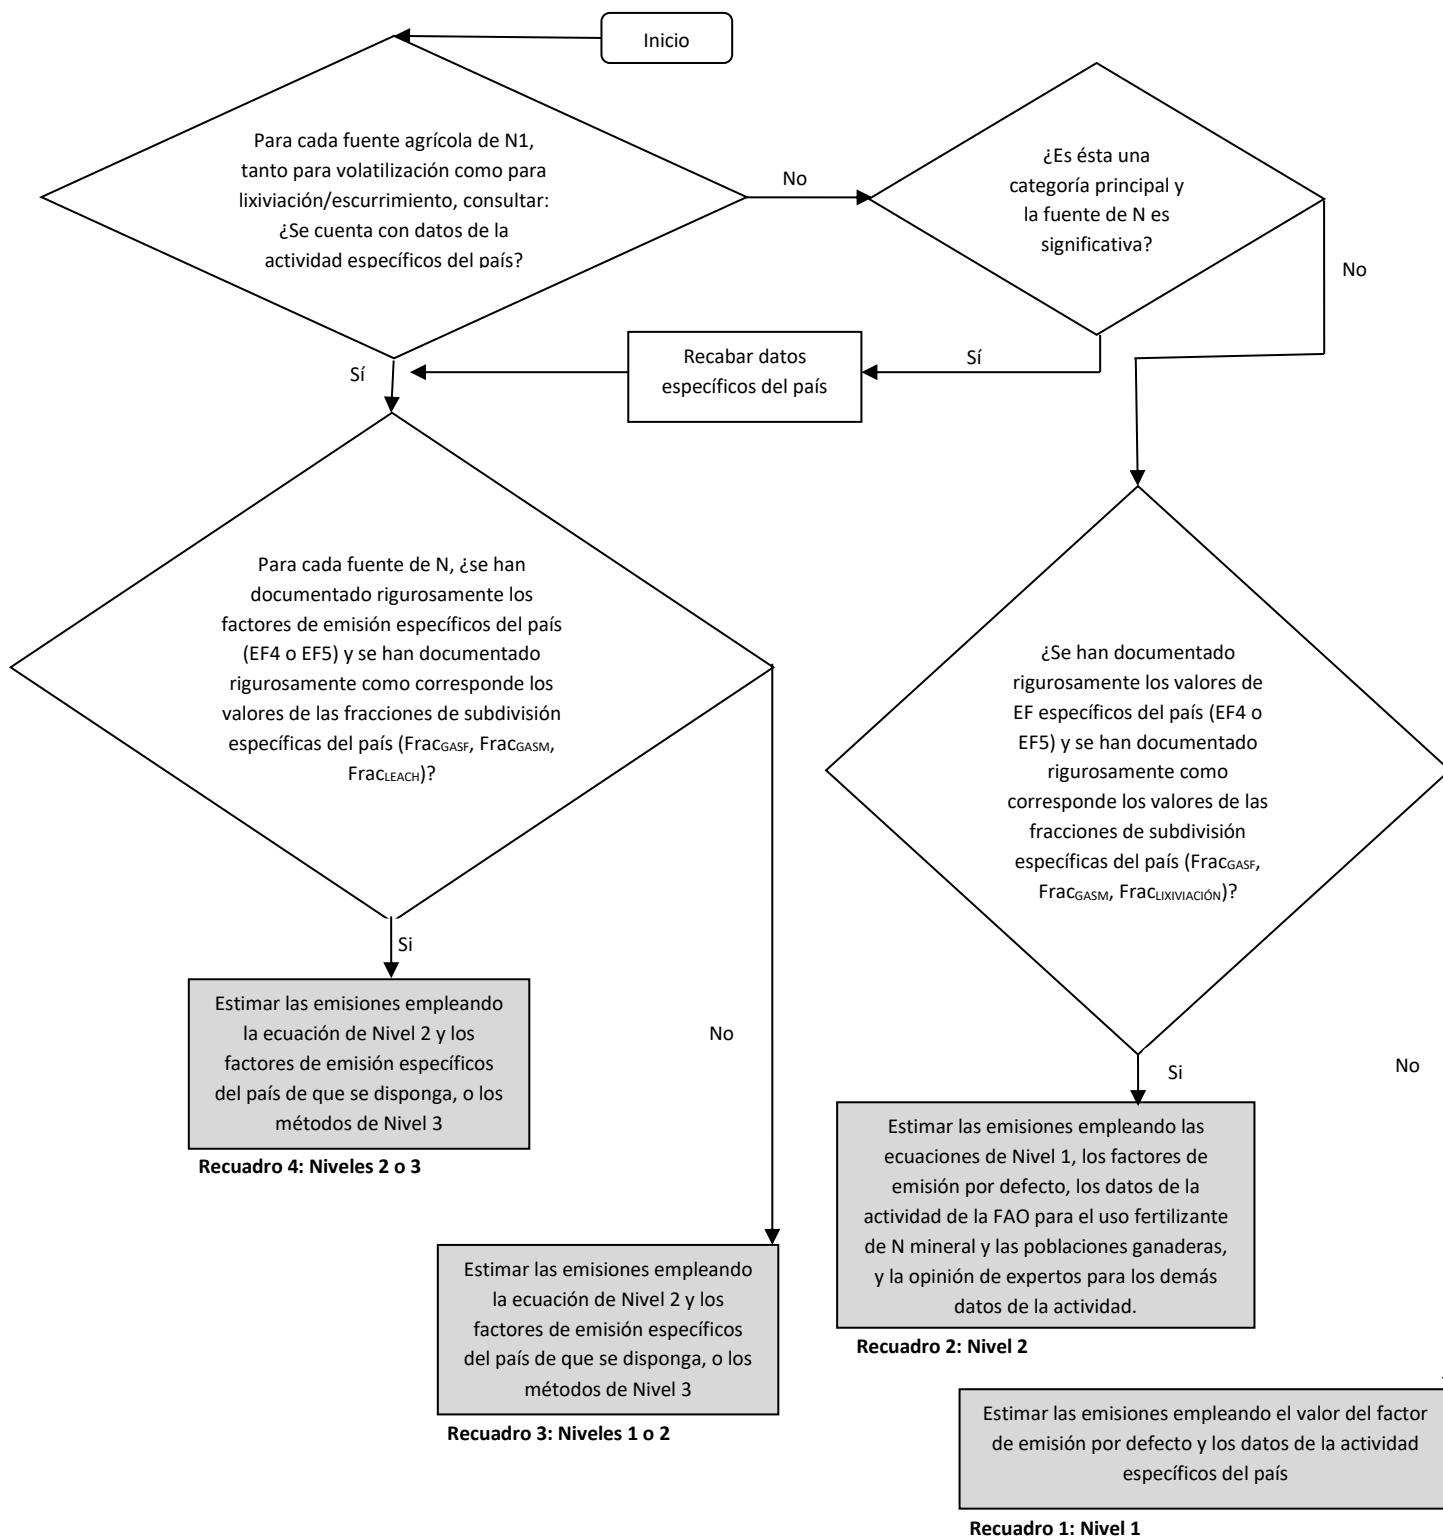 Inicio
Para cada fuente agrícola de N1,
tanto para volatilización como para
lixiviación/escurrimiento, consultar:
¿Se cuenta con datos de la
actividad específicos del país?
No
¿Es ésta una
categoría principal y
la fuente de N es
significativa?
No
Sí
Recabar datos
específicos del país
Sí
Para cada fuente de N, ¿se han
documentado rigurosamente los
factores de emisión específicos del país
(EF4 o EF5) y se han documentado
rigurosamente como corresponde los
valores de las fracciones de subdivisión
específicas del país (FracGASF, FracGASM,
FracLEACH)?
¿Se han documentado
rigurosamente los valores de
EF específicos del país (EF4 o
EF5) y se han documentado
rigurosamente como
corresponde los valores de las
fracciones de subdivisión
específicas del país (FracGASF,
FracGASM, FracLIXIVIACIÓN)?
Si
No
Estimar las emisiones empleando
la ecuación de Nivel 2 y los
factores de emisión específicos
del país de que se disponga, o los
métodos de Nivel 3
Recuadro 4: Niveles 2 o 3
Si
No
Estimar las emisiones empleando las
ecuaciones de Nivel 1, los factores de
emisión por defecto, los datos de la
actividad de la FAO para el uso fertilizante
de N mineral y las poblaciones ganaderas,
y la opinión de expertos para los demás
datos de la actividad.
Recuadro 2: Nivel 2
Estimar las emisiones empleando
la ecuación de Nivel 2 y los
factores de emisión específicos
del país de que se disponga, o los
métodos de Nivel 3
Recuadro 3: Niveles 1 o 2
Estimar las emisiones empleando el valor del factor
de emisión por defecto y los datos de la actividad
específicos del país
Recuadro 1: Nivel 1